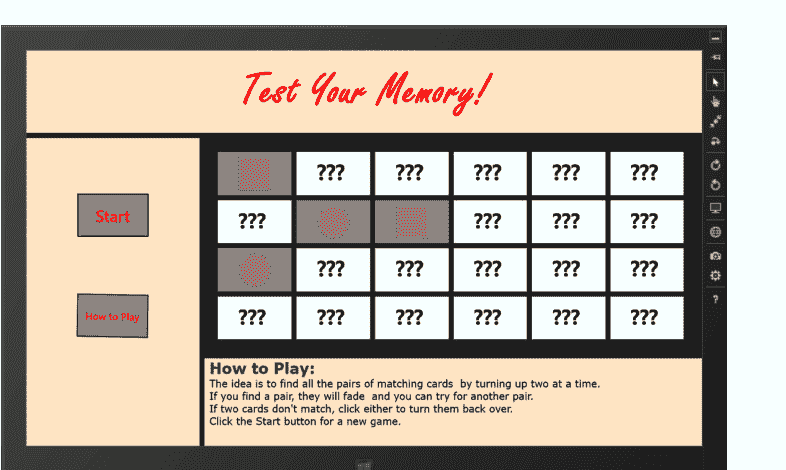 Test Your Memory!
Start
How to Play
??? ??? ??? ??? ???
??? ??? ??? ???
??? ??? ??? ??? ???
??? ??? ??? ??? ??? ???
How to Play:
The idea is to find all the pairs of matching cards by turning up two at a time.
If you find a pair, they will fade and you can try for another pair.
If two cards don't match, click either to turn them back over.
Click the Start button for a new game.
?